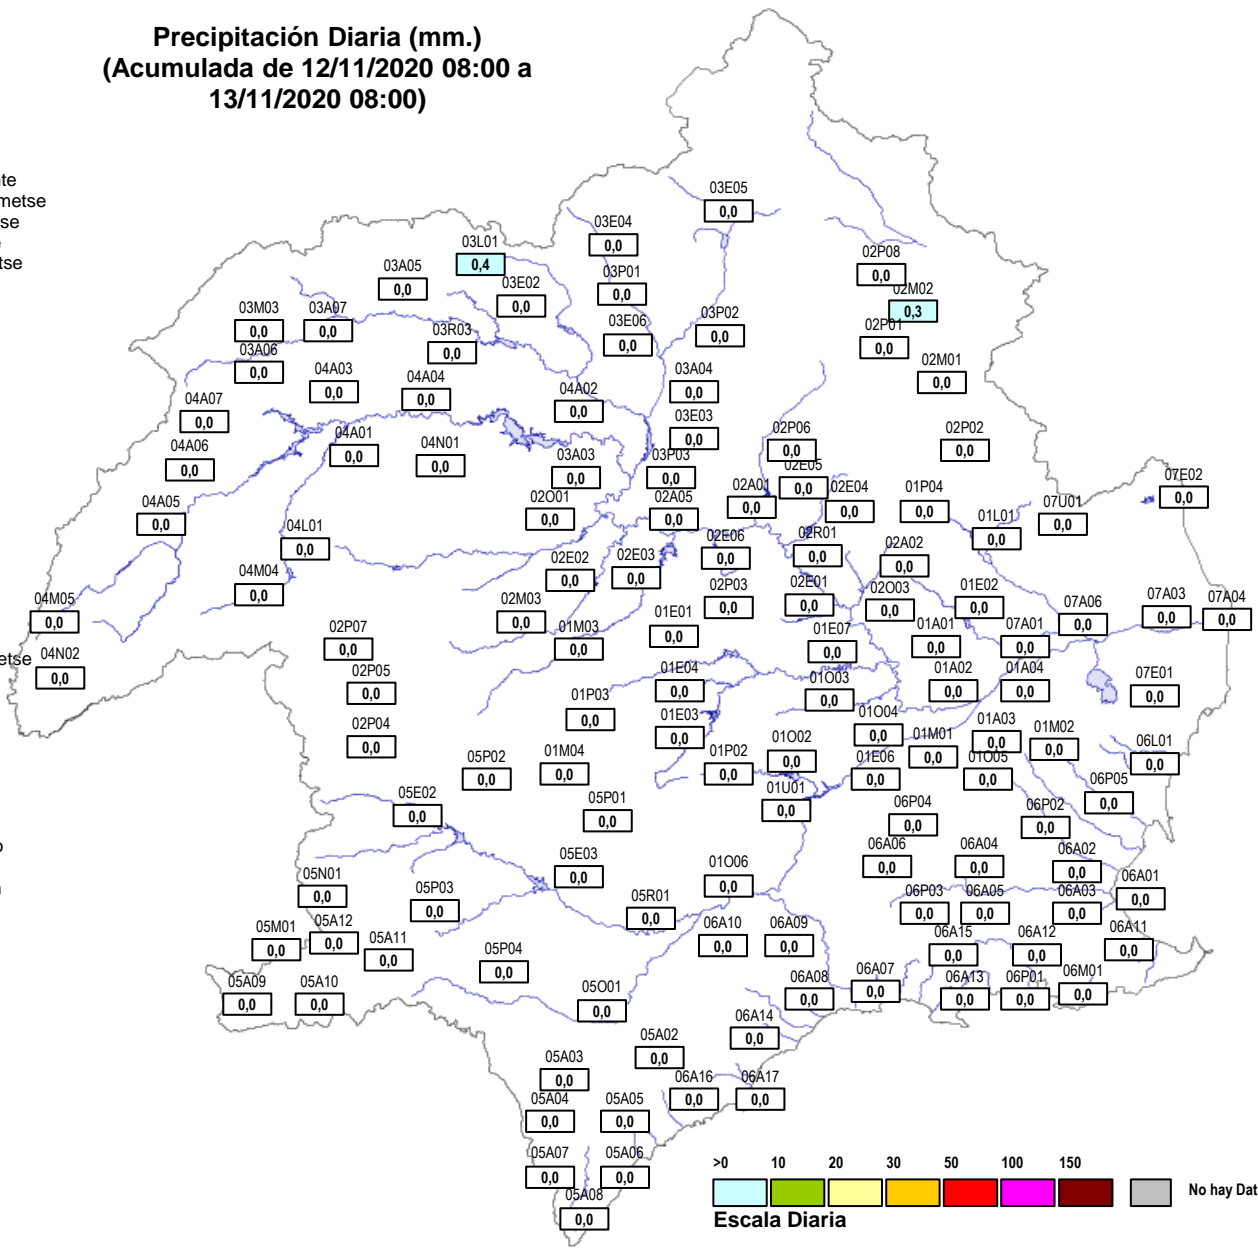 Precipitación Diaria (mm.)
(Acumulada de 12/11/2020 08:00 a
13/11/2020 08:00)
te
metse
se
tse
03E05
0,0
03E04
0,0
03L01
0,4
02P08
0,0
03A05
0,0
03P01
0,0
03E02
0,0
02M02
0,3
03M03
0,0
03A07
0,0
03P02
0,0
03E06
0,0
03R03
0,0
02P01
0,0
03A06
0,0
02M01
0,0
04A03
0,0
04A04
0,0
03A04
0,0
04A02
0,0
04A07
0,0
03E03
0,0
02P06
0,0
02P02
0,0
04A01
0,0
04N01
0,0
04A06
0,0
03A03
0,0
03P03
0,0
02E05
0,0
07E02
0,0
02A01
0,0
02E04
0,0
01P04
0,0
02O01
0,0
02A05
0,0
04A05
0,0
07U01
0,0
01L01
0,0
04L01
0,0
02R01
0,0
02E06
0,0
02A02
0,0
02E02
0,0
02E03
0,0
04M04
0,0
02P03
0,0
02E01
0,0
02O03
0,0
01E02
0,0
04M05
0,0
02M03
0,0
01E01
0,0
07A06
0,0
07A03
0,0
07A04
0,0
02P07
0,0
01M03
0,0
01E07
0,0
01A01
0,0
07A01
0,0
etse
04N02
0,0
02P05
0,0
01E04
0,0
01O03
0,0
01A02
0,0
01A04
0,0
07E01
0,0
01P03
0,0
01E03
0,0
02P04
0,0
01O04
0,0
01A03
0,0
01M02
0,0
01M01
0,0
05P02
0,0
01M04
0,0
01P02
0,0
01O02
0,0
01E06
0,0
01O05
0,0
06L01
0,0
05E02
0,0
05P01
0,0
01U01
0,0
06P04
0,0
06P02
0,0
06P05
0,0
o
05E03
0,0
01O06
0,0
06A06
0,0
06A04
0,0
06A02
0,0
05N01
0,0
05P03
0,0
05R01
0,0
06P03
0,0
06A05
0,0
06A03
0,0
06A01
0,0
05M01
0,0
05A12
0,0
05A11
0,0
05P04
0,0
06A10
0,0
06A09
0,0
06A15
0,0
06A12
0,0
06A11
0,0
05A09
0,0
05A10
0,0
05O01
0,0
06A08
0,0
06A07
0,0
06A13
0,0
06P01
0,0
06M01
0,0
06A14
0,0
05A02
0,0
05A03
0,0
06A16
0,0
06A17
0,0
05A04
0,0
05A05
0,0
05A07
0,0
05A06
0,0
05A08
0,0
>0 10 20 30 50 100 150
No hay Dat
Escala Diaria